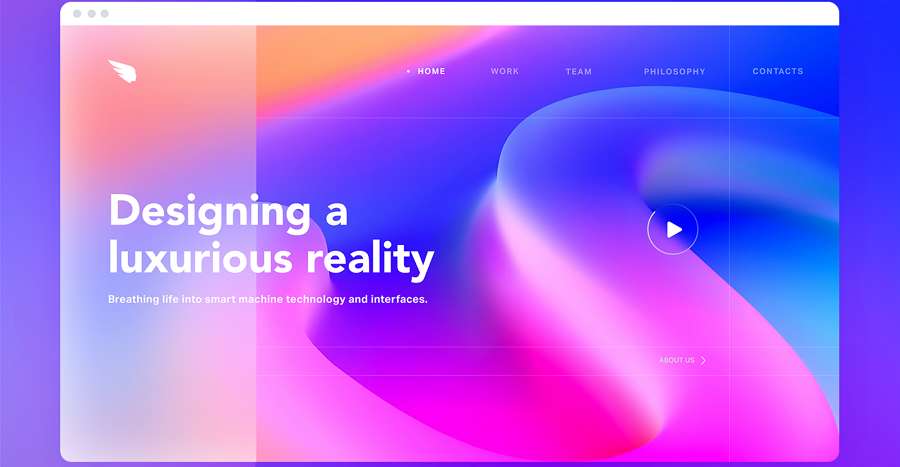 HOME WORK TEAM PHILOSOPHY CONTACTS
Designing a
luxurious reality
Breathing life into smart machine technology and interfaces.
ABOUT US